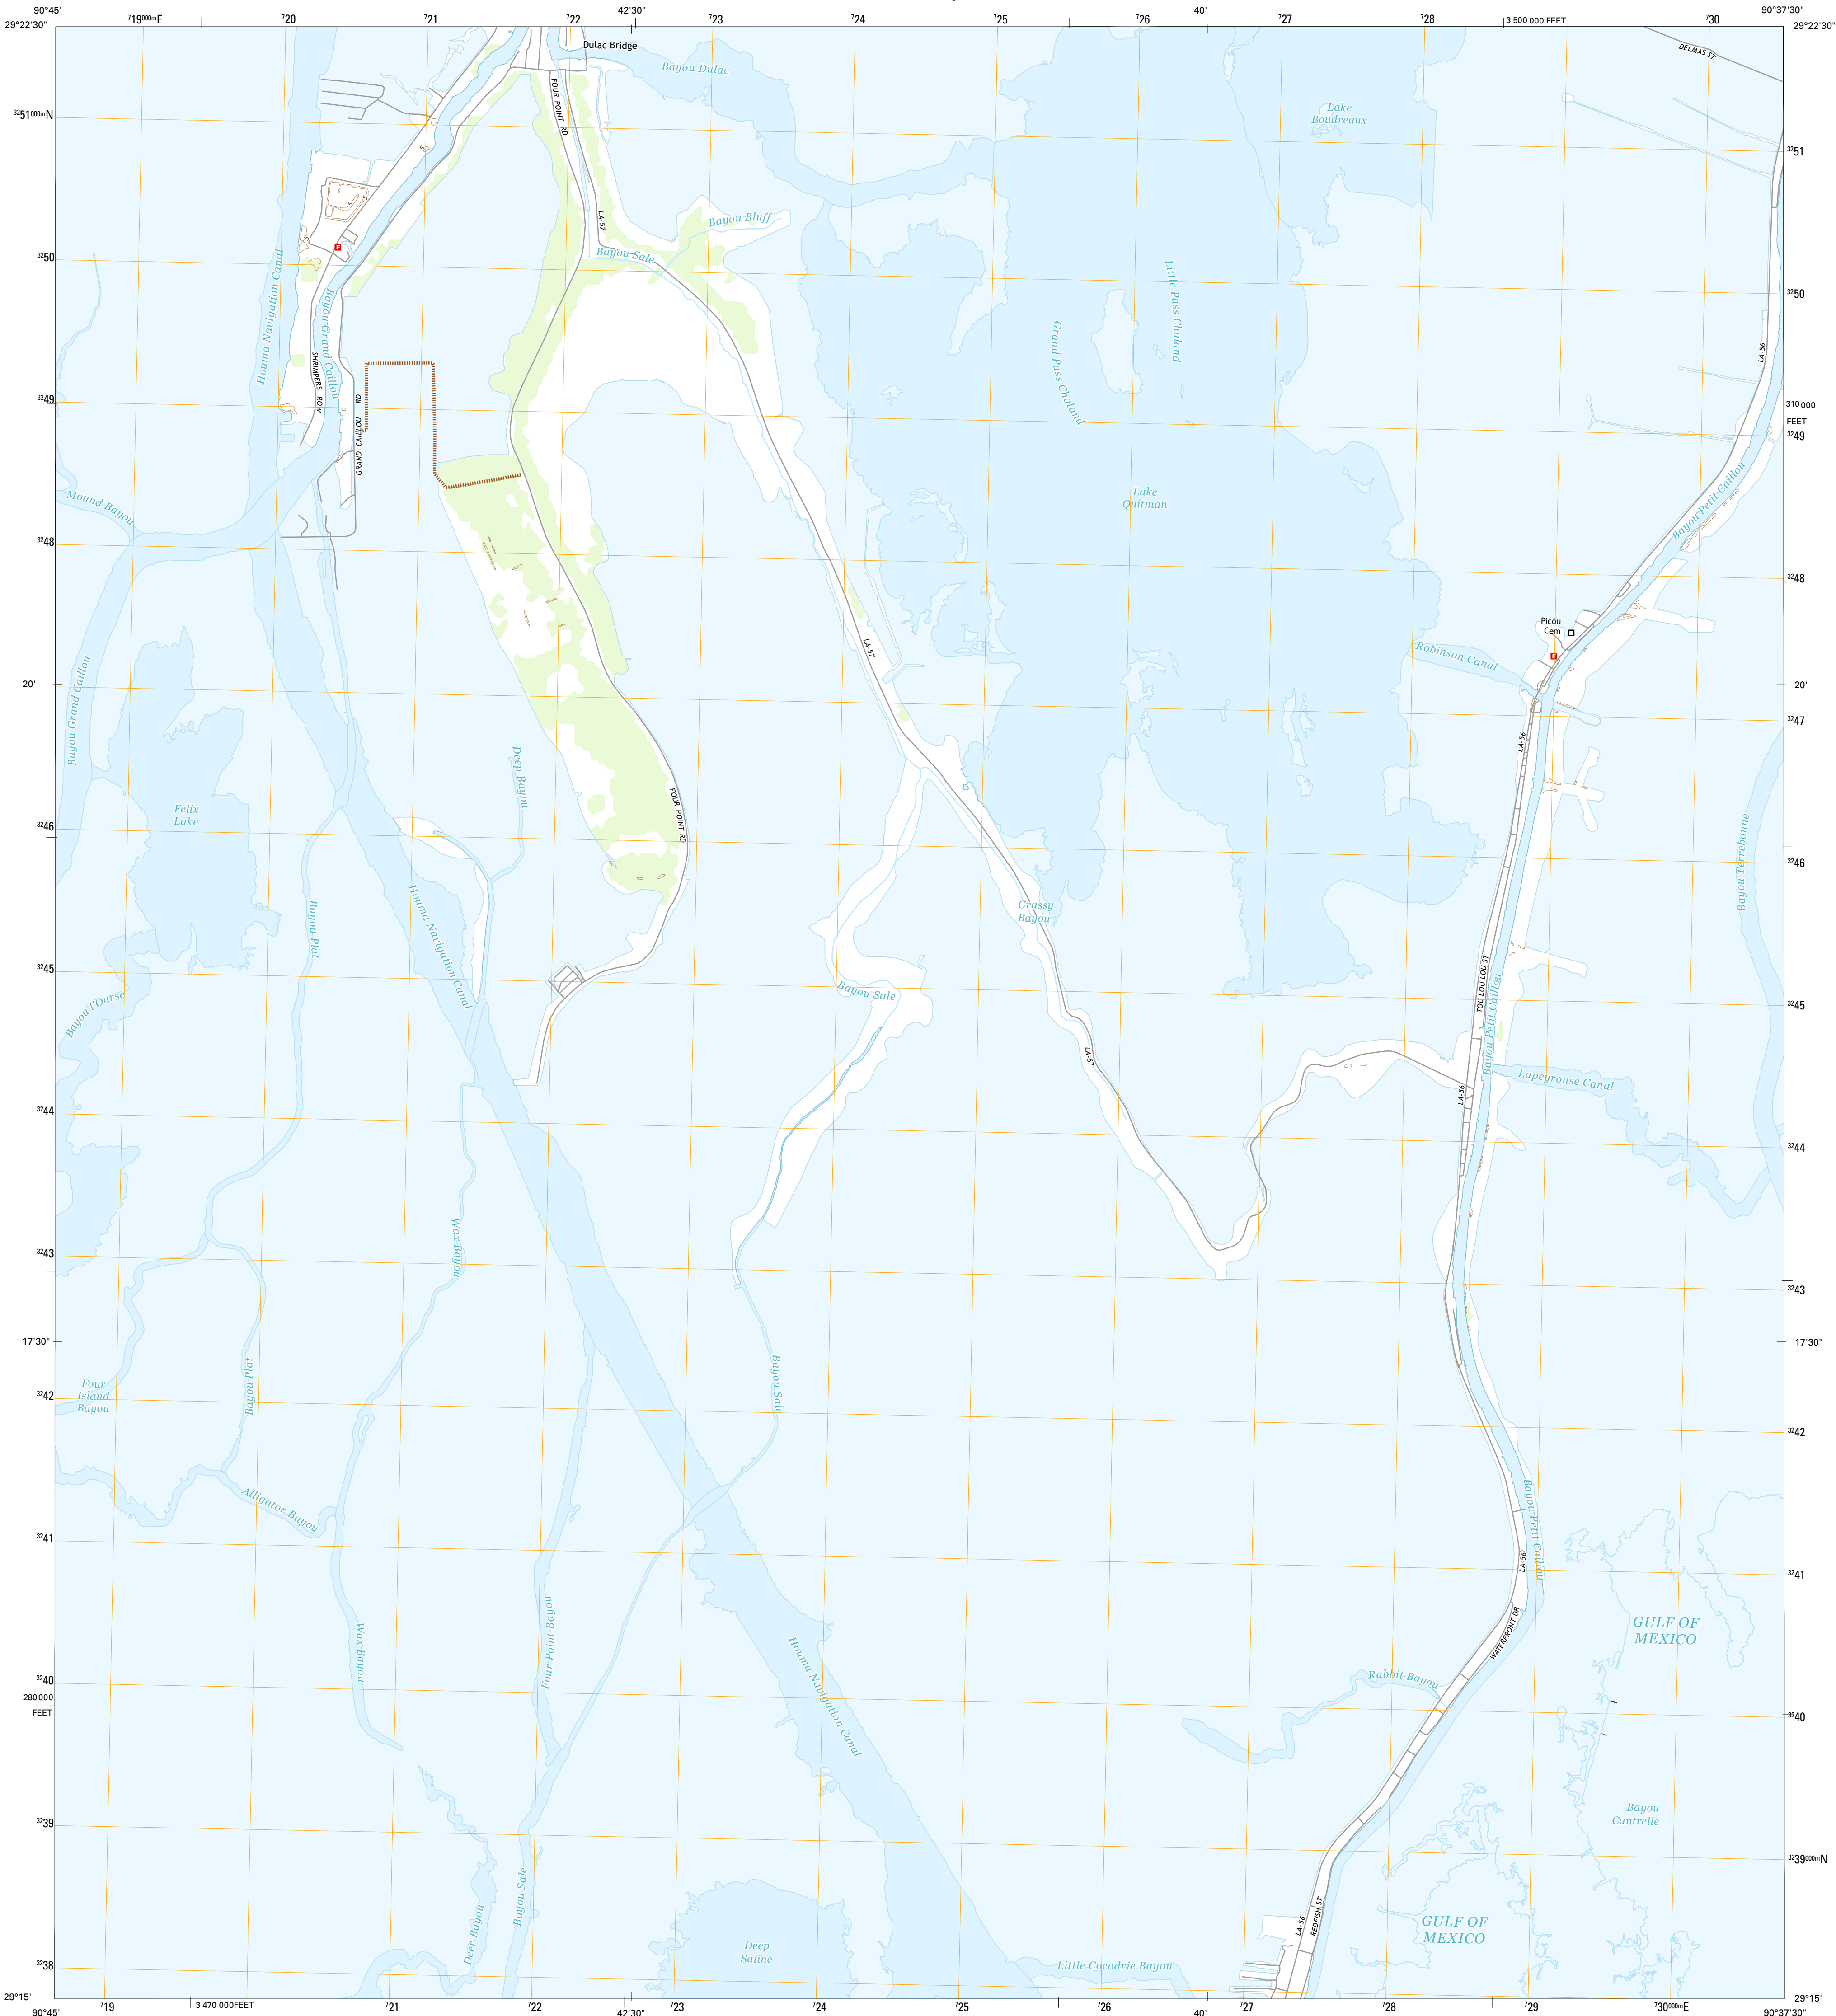 90°45'
719000mE
720
721
722
42'30"
723
724
725
726
40'
727
728
3 500 000 FEET
730
90°37'30"
29°22'30"
29°22'30"
Dulac Bridge
DELMAS ST
Bayou Dulac
FOUR POINT RD
Lake
Boudreaux
3251000mN
3251
5
5
5
5
LA-57
Bayou Bluff
Bayou Sale
3250
3250
F
Houma Navigation Canal
Bayou Grand Caillou
Little Pass Chaland
Grand Pass Chaland
SHRIMPERS ROW
GRAND CAILLOU RD
LA-56
3249
310 000
FEET
3249
Mound Bayou
Lake
Quitman
Bayou Petit Caillou
3248
3248
Picou
Cem
F
LA-57
Robinson Canal
20'
20'
3247
Bayou Grand Caillou
LA-56
Deep Bayou
Felix
Lake
FOUR POINT RD
3246
3246
Bayou Terrebonne
Houma Navigation Canal
Bayou Plat
Grassy
Bayou
3245
TOU LOU LOU ST
Bayou Sale
Bayou l'Ourse
Bayou Petit Caillou
3245
LA-57
Lapeyrouse Canal
LA-56
3244
3244
Wax Bayou
3243
3243
17'30"
17'30"
Bayou Plat
Bayou Sale
Four
Island
Bayou
3242
3242
Alligator Bayou
Bayou Petit Caillou
3241
LA-56
3241
Four Point Bayou
Wax Bayou
WATERFRONT DR
GULF OF
MEXICO
Houma Navigation Canal
Rabbit Bayou
3240
280 000
FEET
3240
Bayou
Cantrelle
3239
3239000mN
Bayou Sale
Deer Bayou
LA-56
REDFISH ST
GULF OF
MEXICO
Deep
Saline
Little Cocodrie Bayou
3238
29°15'
29°15'
90°45'
719
3 470 000FEET
721
722
42'30"
723
724
725
726
40'
727
728
729
730000mE
90°37'30"